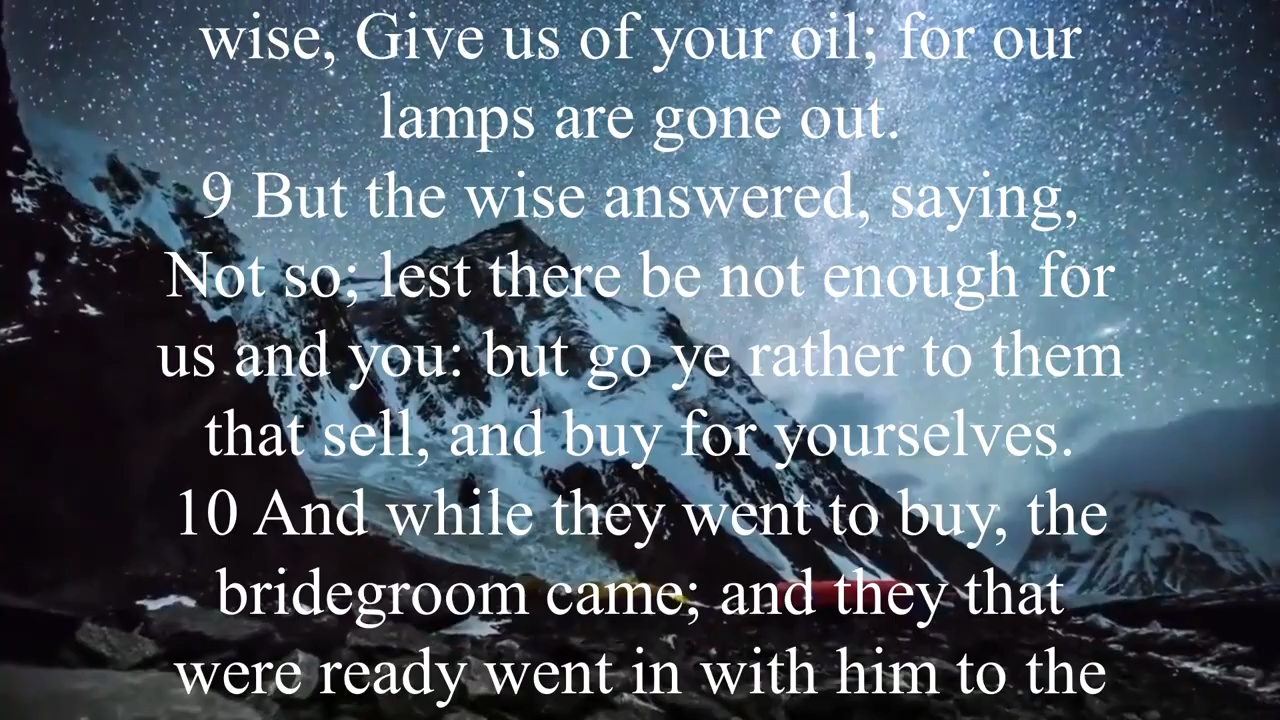 wise, Give us of your oil; for our
lamps are gone out.
9 But the wise answered, saying,
Not so; lest there be not enough for
us and you: but go ye rather to them
that sell, and buy for yourselves.
10 And while they went to buy, the
bridegroom came; and they that
were ready went in with him to the